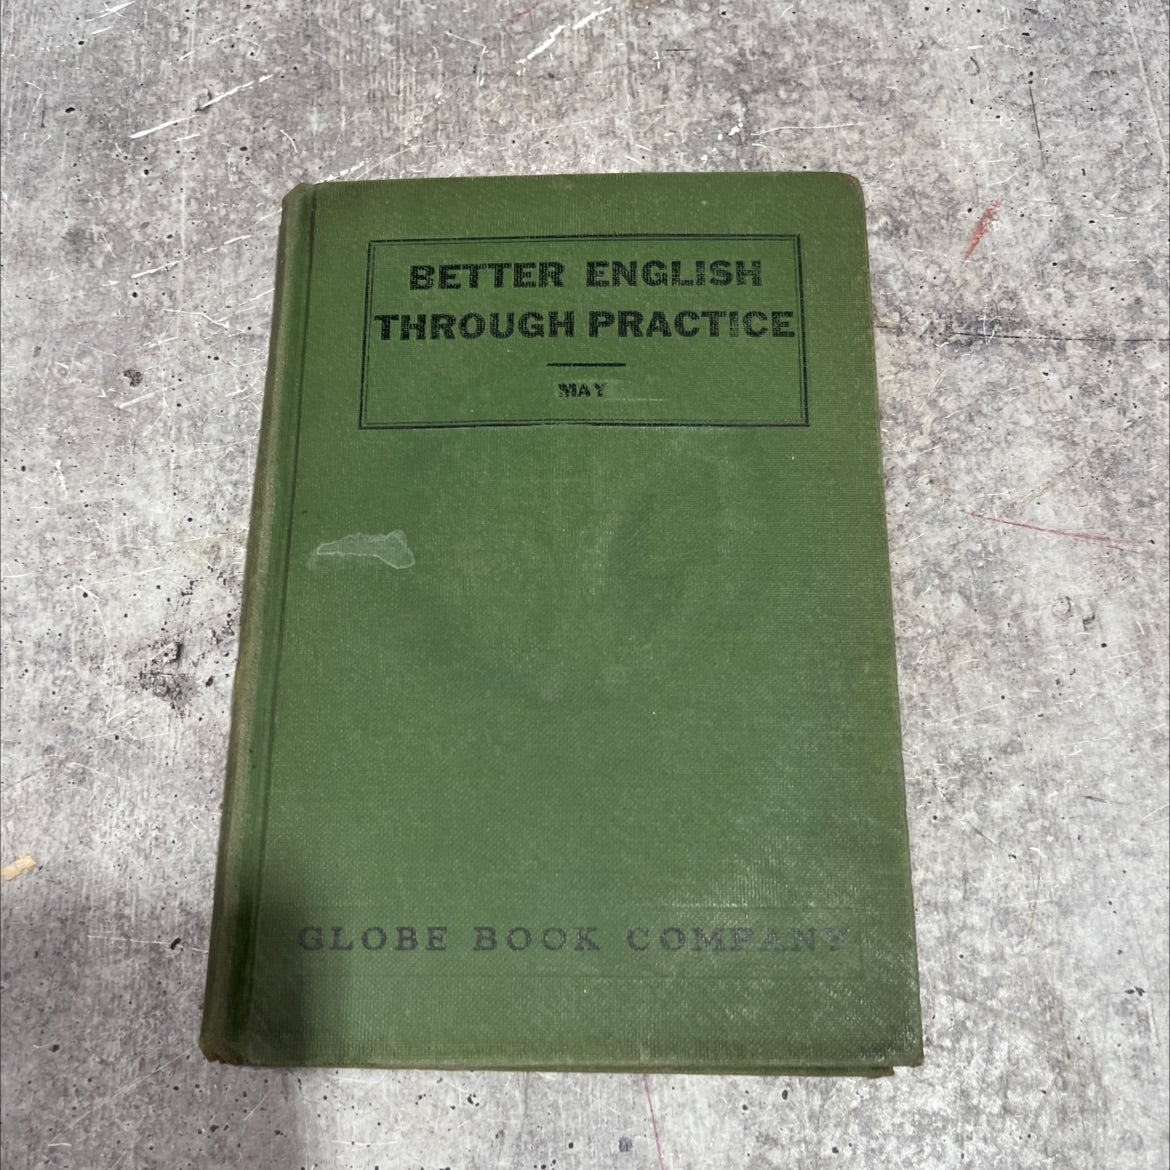 BETTER ENGLISH
THROUGH PRACTICE
MAY
GLOBE BOOK COMPANY